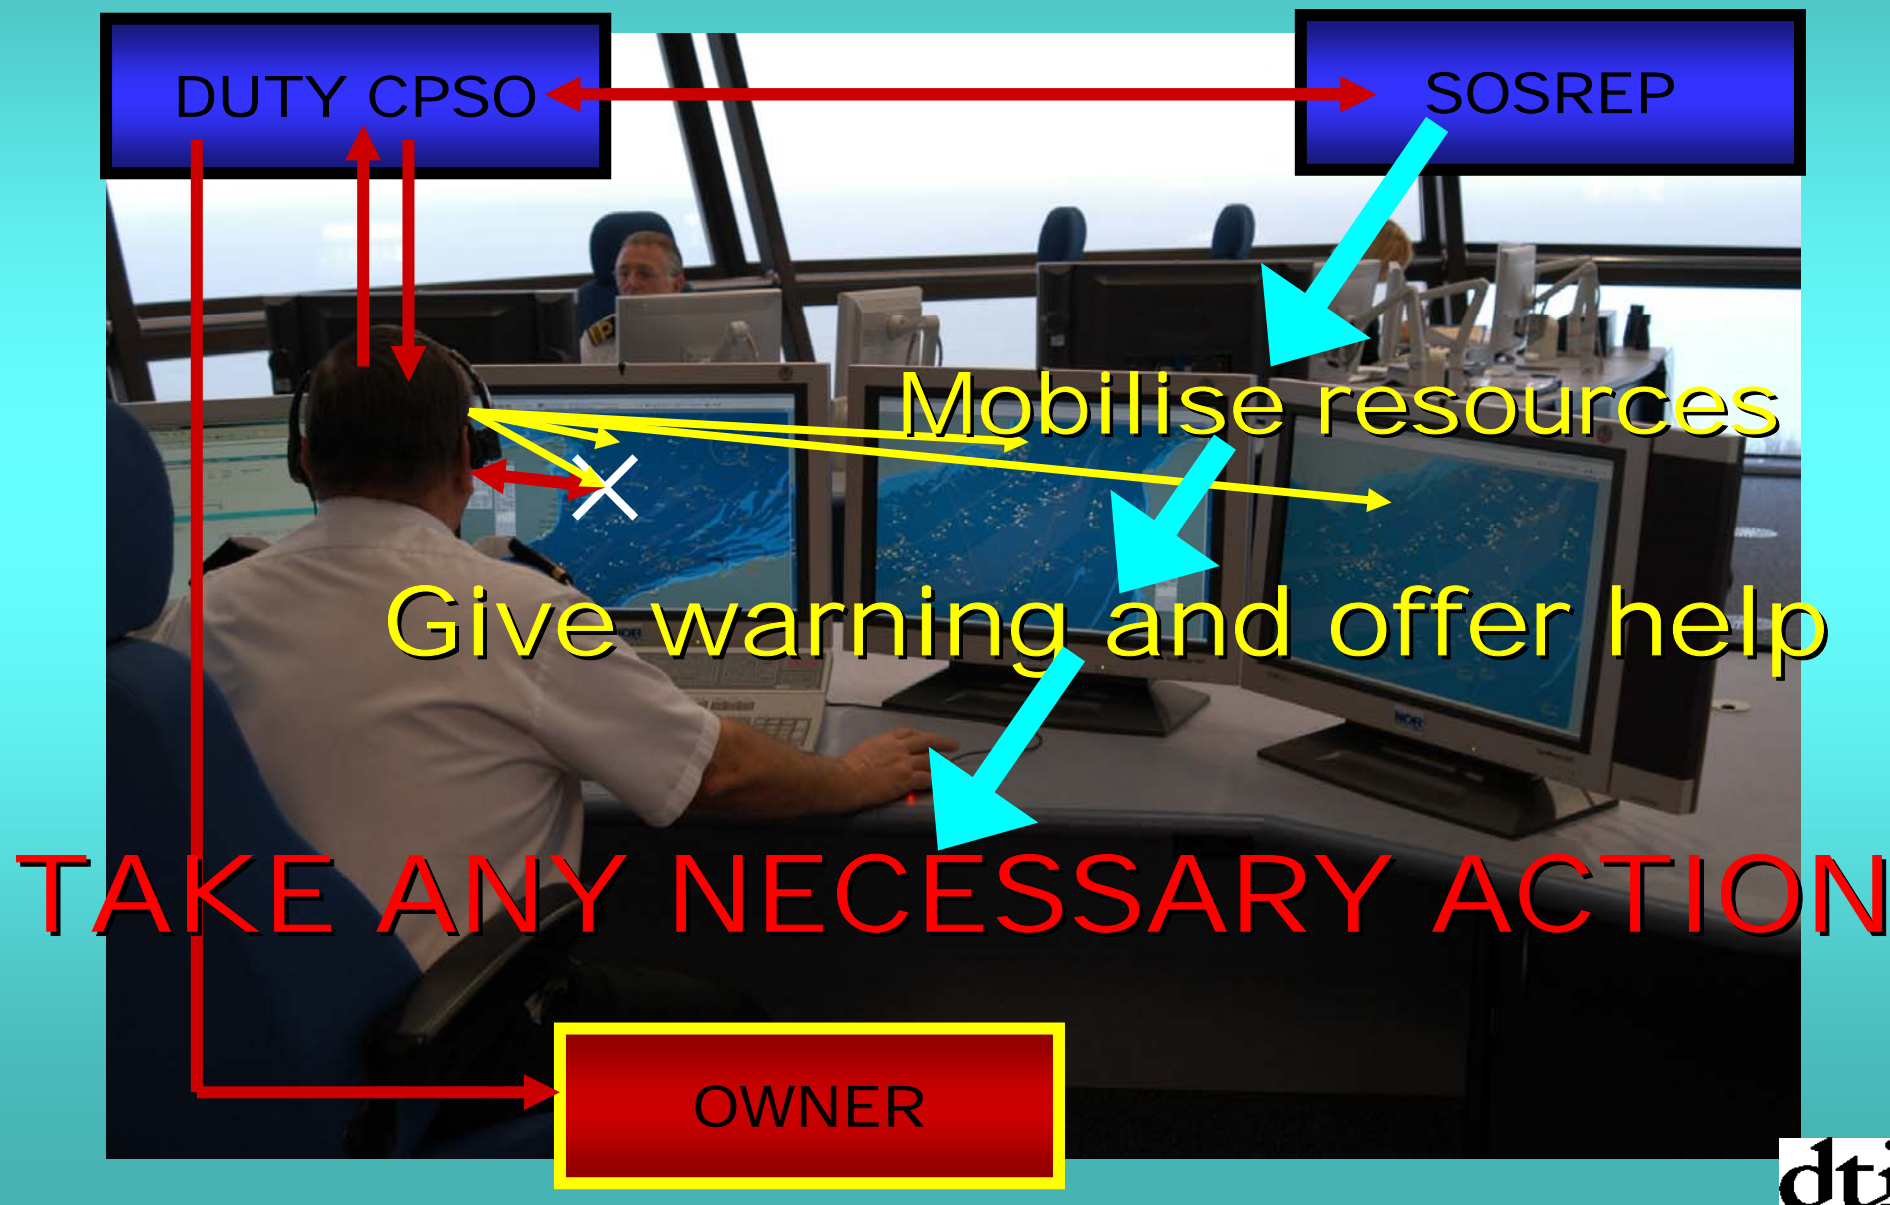 DUTY CPSO
SOSREP
Mobilise resources
Give warning and offer help
TAKE ANY NECESSARY ACTION
OWNER
dti